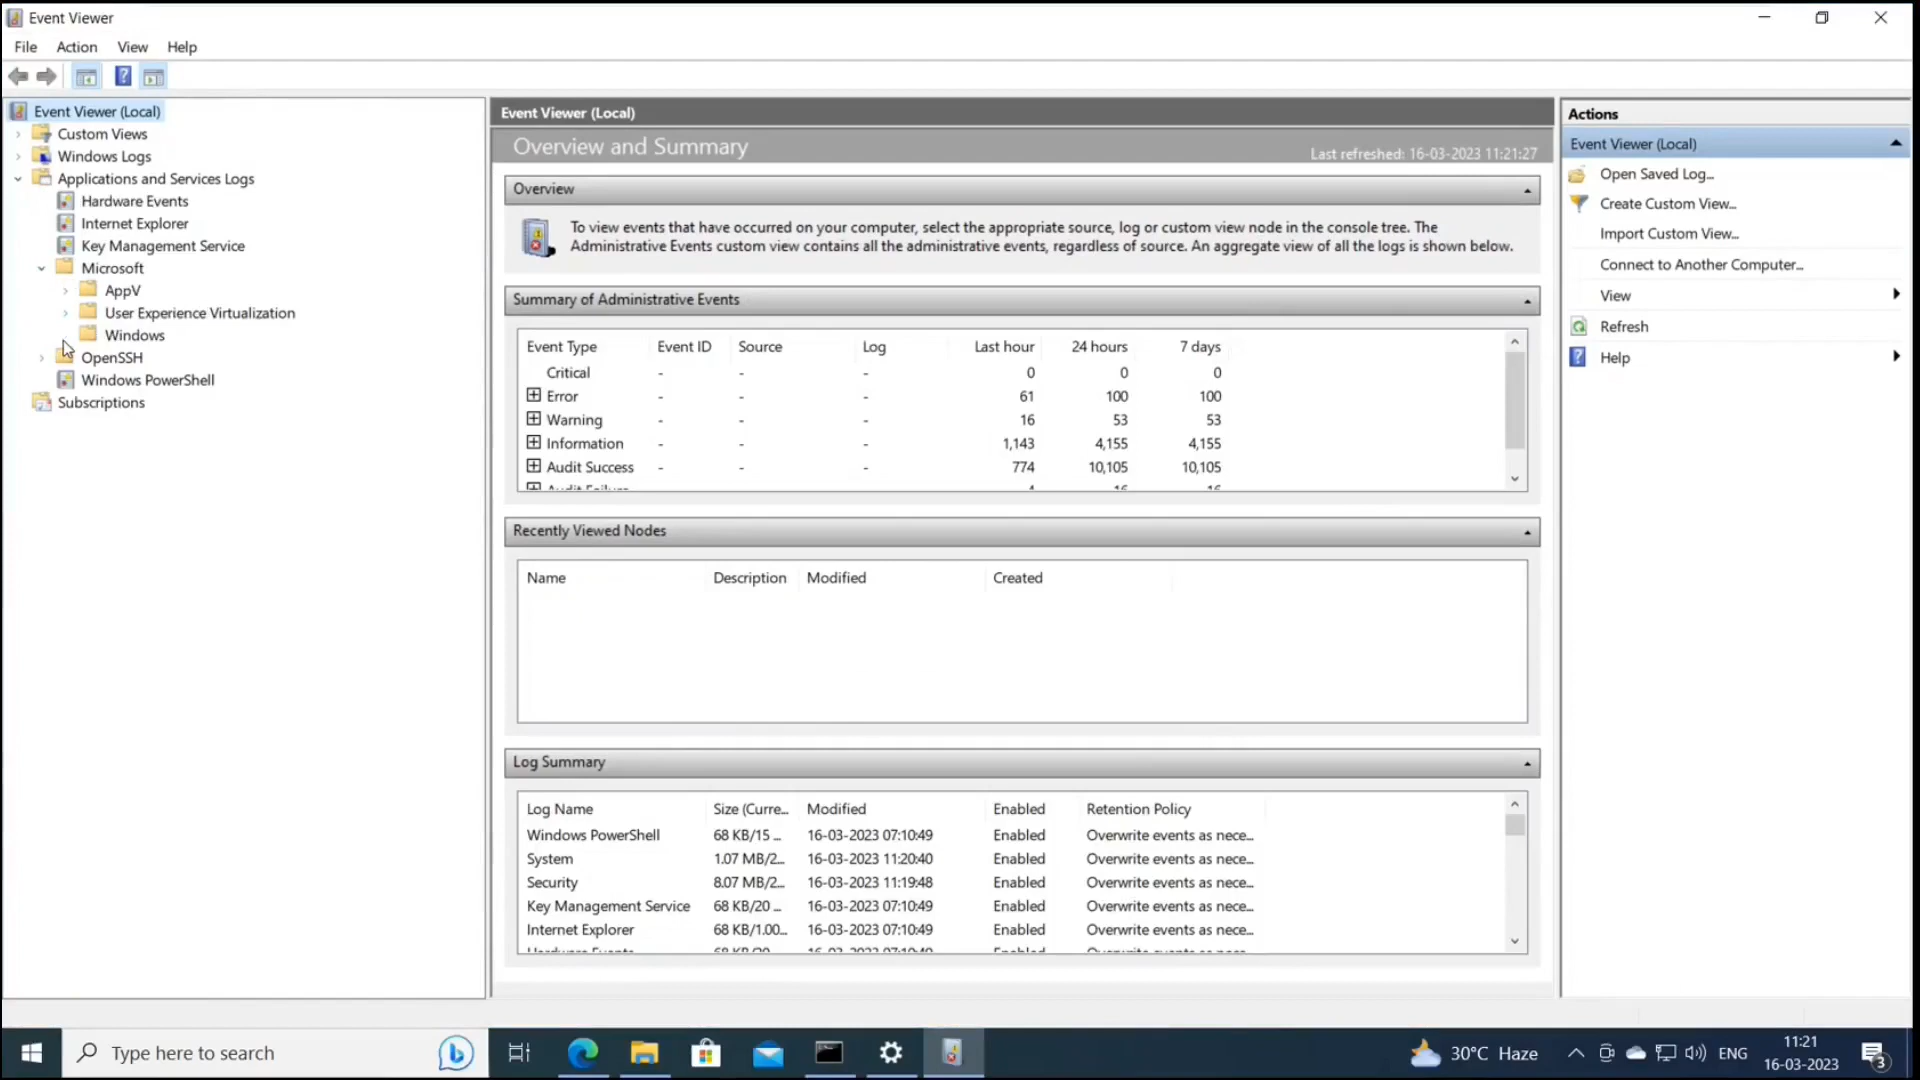 Event Viewer
File Action View Help
Event Viewer (Local)
Custom Views
Windows Logs
Applications and Services Logs
Hardware Events
Internet Explorer
Key Management Service
Microsoft
AppV
User Experience Virtualization
Windows
OpenSSH
Windows PowerShell
Subscriptions
Event Viewer (Local)
Overview and Summary
Last refreshed: 16-03-2023 11:21:27
Overview
To view events that have occurred on your computer, select the appropriate source, log or custom view node in the console tree. The
Administrative Events custom view contains all the administrative events, regardless of source. An aggregate view of all the logs is shown below.
Summary of Administrative Events
Event Type Event ID Source Log Last hour 24 hours 7 days
Critical - - - 0 0 0
Error - - - 61 100 100
Warning - - - 16 53 53
Information - - - 1,143 4,155 4,155
Audit Success - - - 774 10,105 10,105
Recently Viewed Nodes
Name Description Modified Created
Log Summary
Log Name Size (Curre... Modified Enabled Retention Policy
Windows PowerShell 68 KB/15 ... 16-03-2023 07:10:49 Enabled Overwrite events as nece...
System 1.07 MB/2... 16-03-2023 11:20:40 Enabled Overwrite events as nece...
Security 8.07 MB/2... 16-03-2023 11:19:48 Enabled Overwrite events as nece...
Key Management Service 68 KB/20 ... 16-03-2023 07:10:49 Enabled Overwrite events as nece...
Internet Explorer 68 KB/1.00... 16-03-2023 07:10:49 Enabled Overwrite events as nece...
Actions
Event Viewer (Local)
Open Saved Log...
Create Custom View...
Import Custom View...
Connect to Another Computer...
View
Refresh
Help
Type here to search
30°C Haze
ENG
11:21
16-03-2023
3